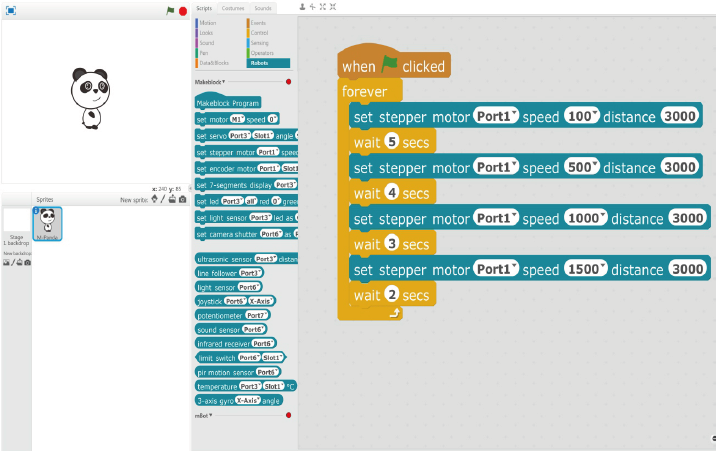 Scripts Costumes Sounds
Motion Events
Looks Control
Sound Sensing
Pen Operators
Data&Blocks Robots
Makeblock
Makeblock Program
set motor M1 speed 0
set servo Port3 Slot1 angle
set stepper motor Port1 speed
set encoder motor Port1 Slot1
set 7-segments display Port3
set led Port3 all red 0 green
set light sensor Port3 led as
set camera shutter Port6 as
ultrasonic sensor Port3 distan
line follower Port3
light sensor Port6
joystick Port6 X-Axis
potentiometer Port7
sound sensor Port6
infrared receiver Port6
limit switch Port6 Slot1
pir motion sensor Port6
temperature Port3 Slot1 °C
3-axis gyro X-Axis angle
mBot
x: 240 y: 85
Sprites New sprite:
Stage
1 backdrop
New backdrop
M-Panda
when clicked
forever
set stepper motor Port1 speed 100 distance 3000
wait 5 secs
set stepper motor Port1 speed 500 distance 3000
wait 4 secs
set stepper motor Port1 speed 1000 distance 3000
wait 3 secs
set stepper motor Port1 speed 1500 distance 3000
wait 2 secs